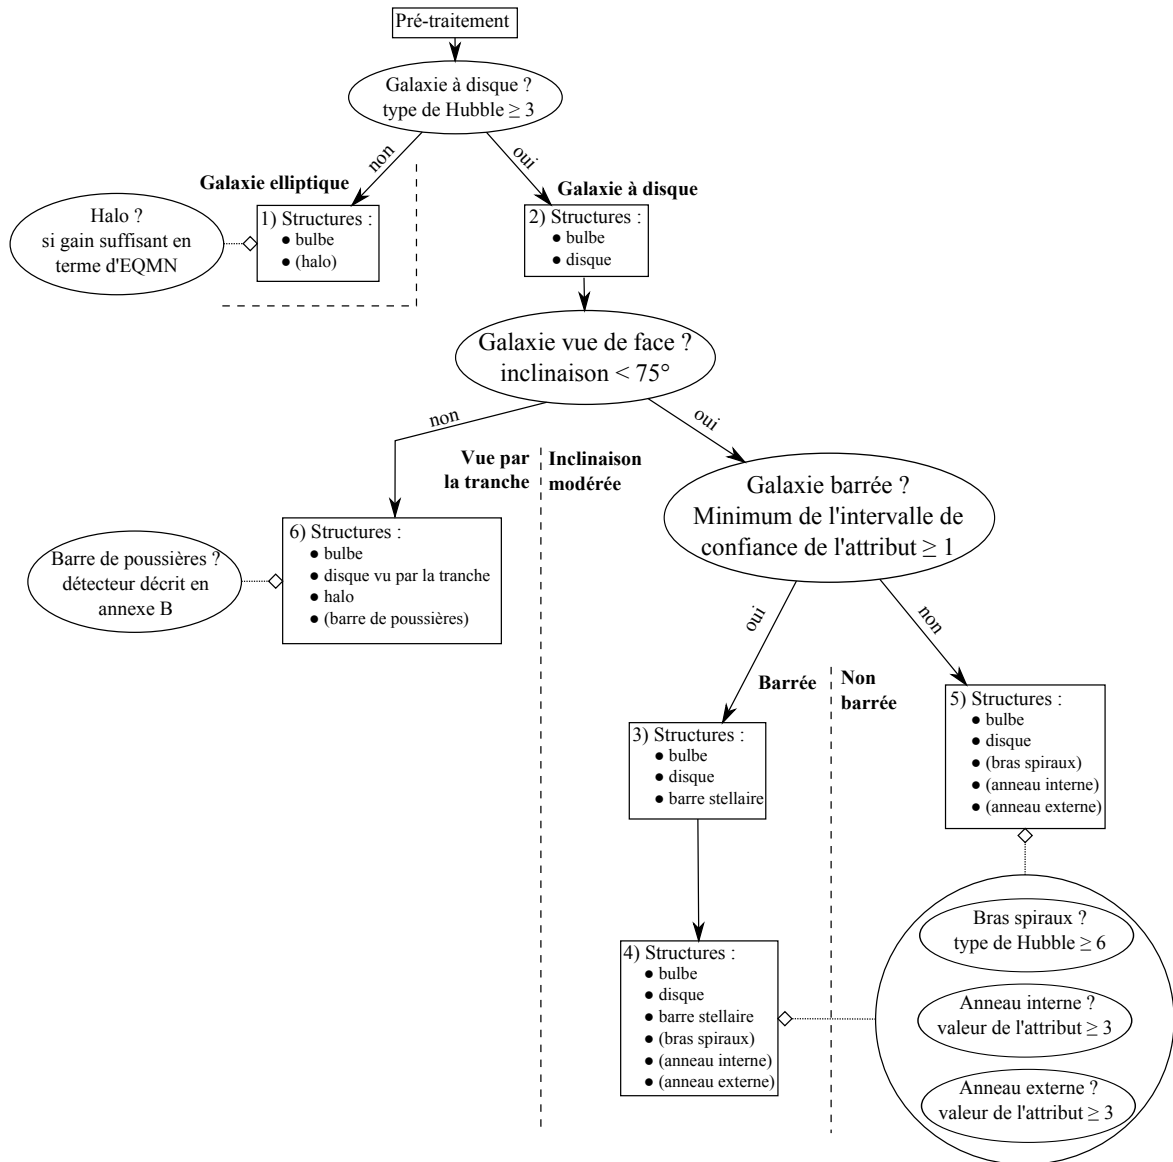 Pré-traitement
Galaxie à disque ?
type de Hubble ≥ 3
non
oui
Galaxie elliptique
Galaxie à disque
Halo ?
si gain suffisant en
terme d'EQMN
1) Structures :
● bulbe
● (halo)
2) Structures :
● bulbe
● disque
Galaxie vue de face ?
inclinaison < 75°
non
oui
Vue par
la tranche
Inclinaison
modérée
Galaxie barrée ?
Minimum de l'intervalle de
confiance de l'attribut ≥ 1
Barre de poussières ?
détecteur décrit en
annexe B
6) Structures :
● bulbe
● disque vu par la tranche
● halo
● (barre de poussières)
oui
non
Barrée
Non
barrée
3) Structures :
● bulbe
● disque
● barre stellaire
5) Structures :
● bulbe
● disque
● (bras spiraux)
● (anneau interne)
● (anneau externe)
4) Structures :
● bulbe
● disque
● barre stellaire
● (bras spiraux)
● (anneau interne)
● (anneau externe)
Bras spiraux ?
type de Hubble ≥ 6
Anneau interne ?
valeur de l'attribut ≥ 3
Anneau externe ?
valeur de l'attribut ≥ 3